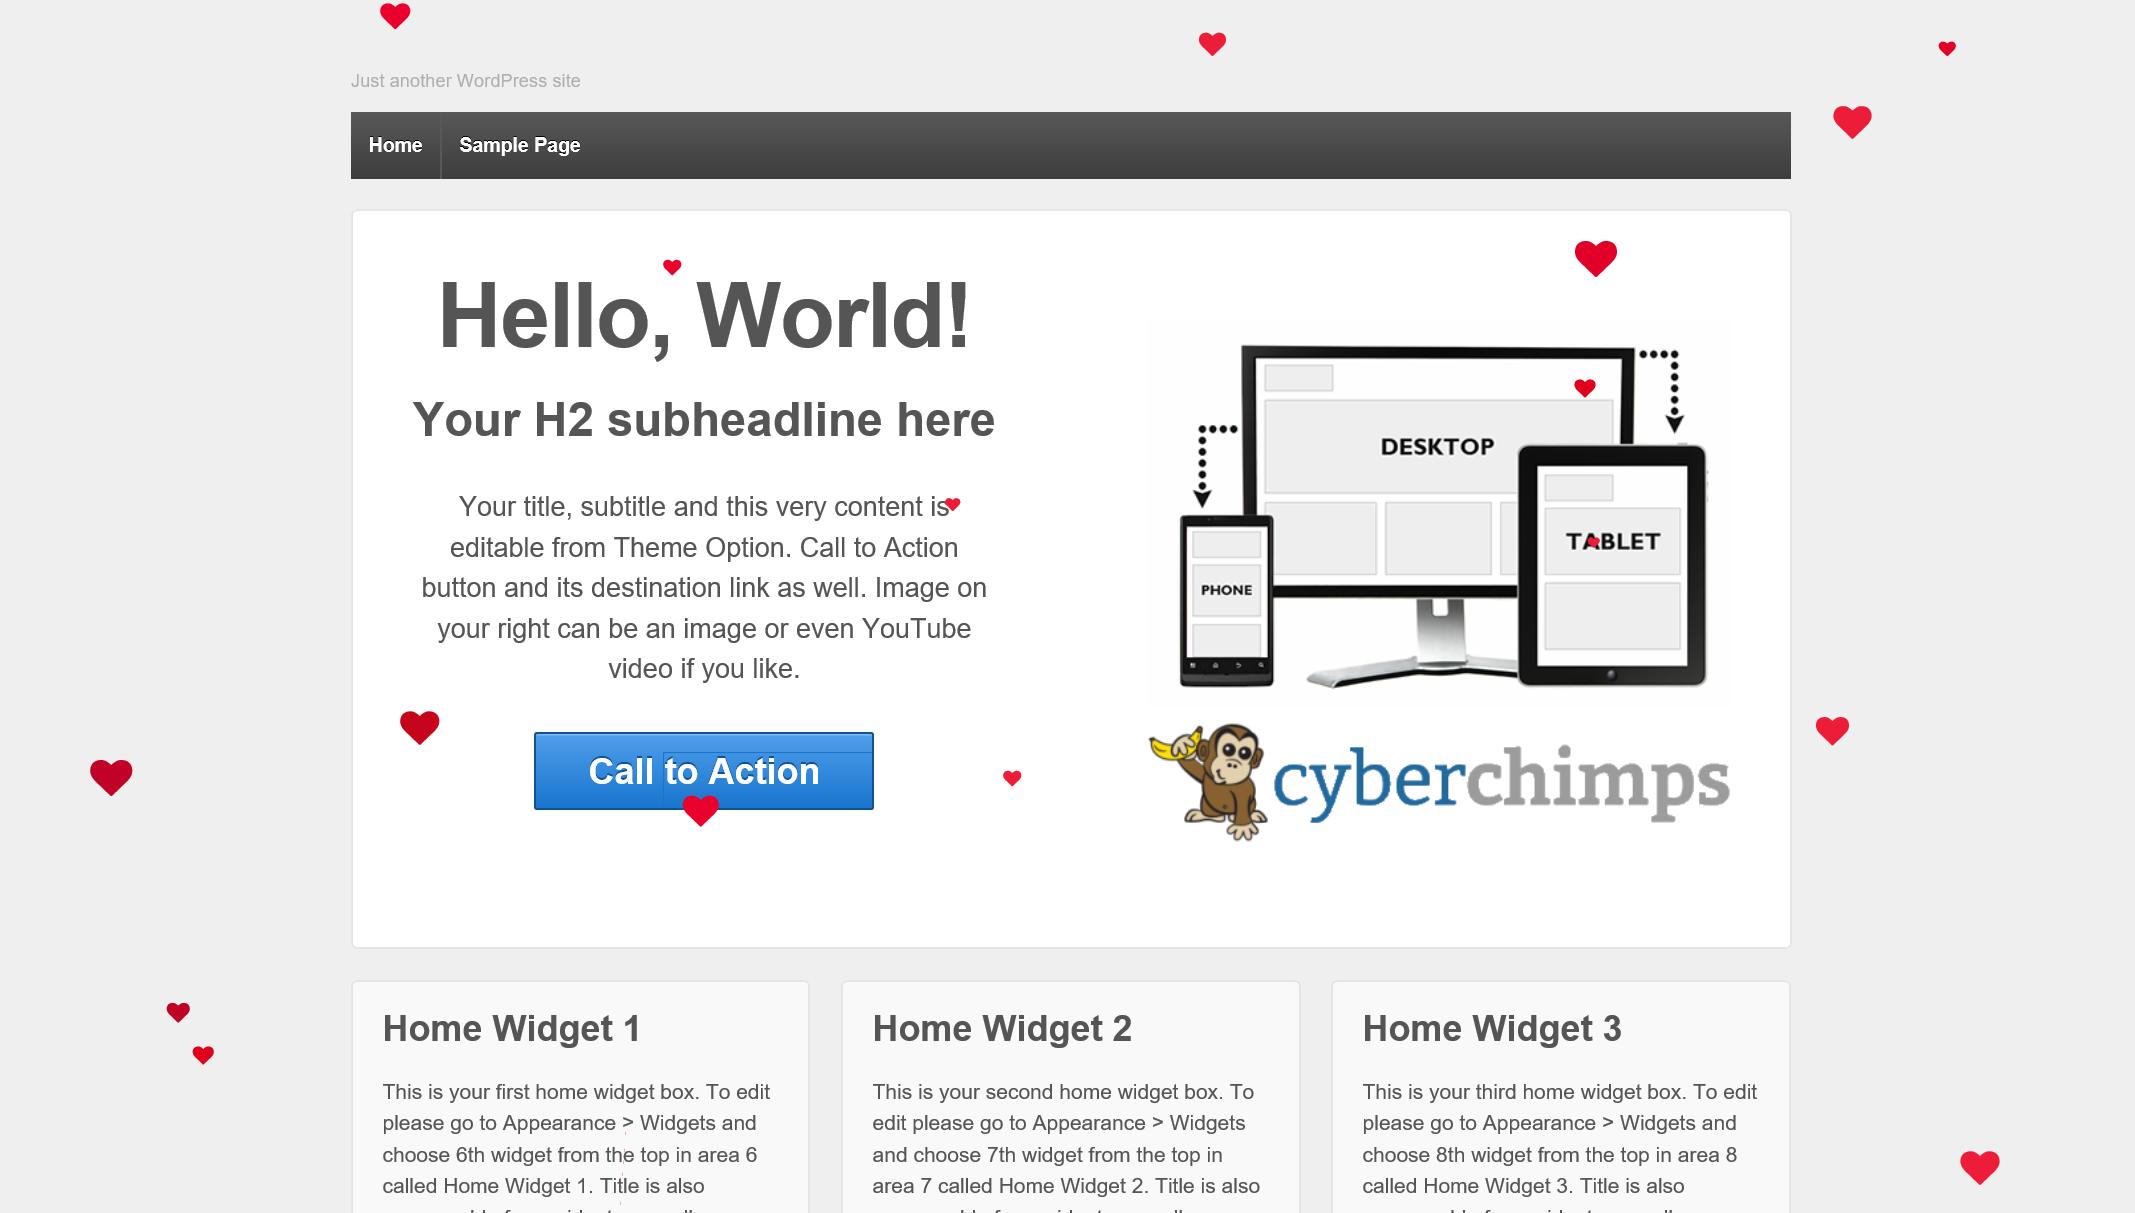 Just another WordPress site
Home Sample Page
Hello, World!
Your H2 subheadline here
Your title, subtitle and this very content is
editable from Theme Option. Call to Action
button and its destination link as well. Image on
your right can be an image or even YouTube
video if you like.
Call to Action
DESKTOP
TABLET
PHONE
cyberchimps
Home Widget 1
This is your first home widget box. To edit
please go to Appearance > Widgets and
choose 6th widget from the top in area 6
called Home Widget 1. Title is also
Home Widget 2
This is your second home widget box. To
edit please go to Appearance > Widgets
and choose 7th widget from the top in
area 7 called Home Widget 2. Title is also
Home Widget 3
This is your third home widget box. To edit
please go to Appearance > Widgets and
choose 8th widget from the top in area 8
called Home Widget 3. Title is also